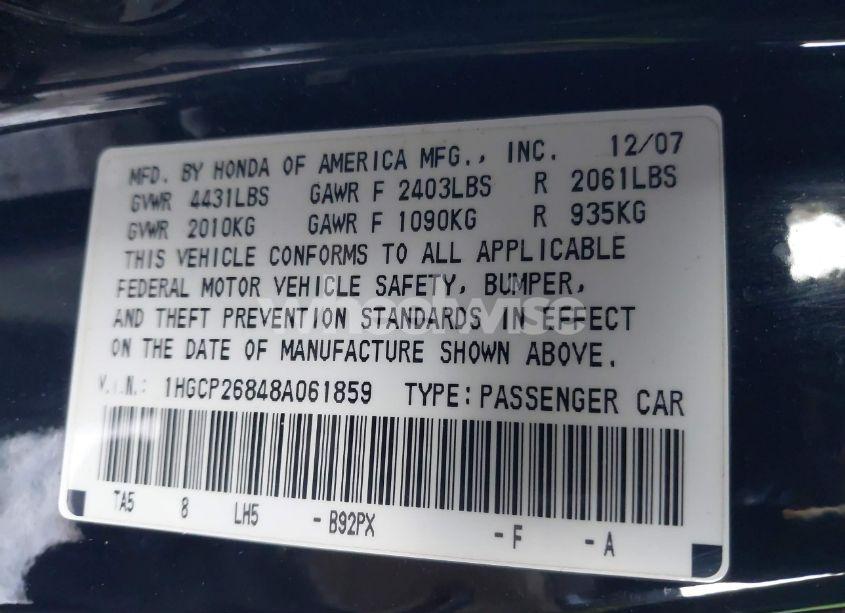 MFD. BY HONDA OF AMERICA MFG., INC. 12/07
GVWR 4431LBS GAWR F 2403LBS R 2061LBS
GVWR 2010KG GAWR F 1090KG R 935KG
THIS VEHICLE CONFORMS TO ALL APPLICABLE
FEDERAL MOTOR VEHICLE SAFETY, BUMPER,
AND THEFT PREVENTION STANDARDS IN EFFECT
ON THE DATE OF MANUFACTURE SHOWN ABOVE.
V.I.N.: 1HGCP26848A061859 TYPE: PASSENGER CAR
TA5 8 LH5 - B92PX - F - A
wheelwise